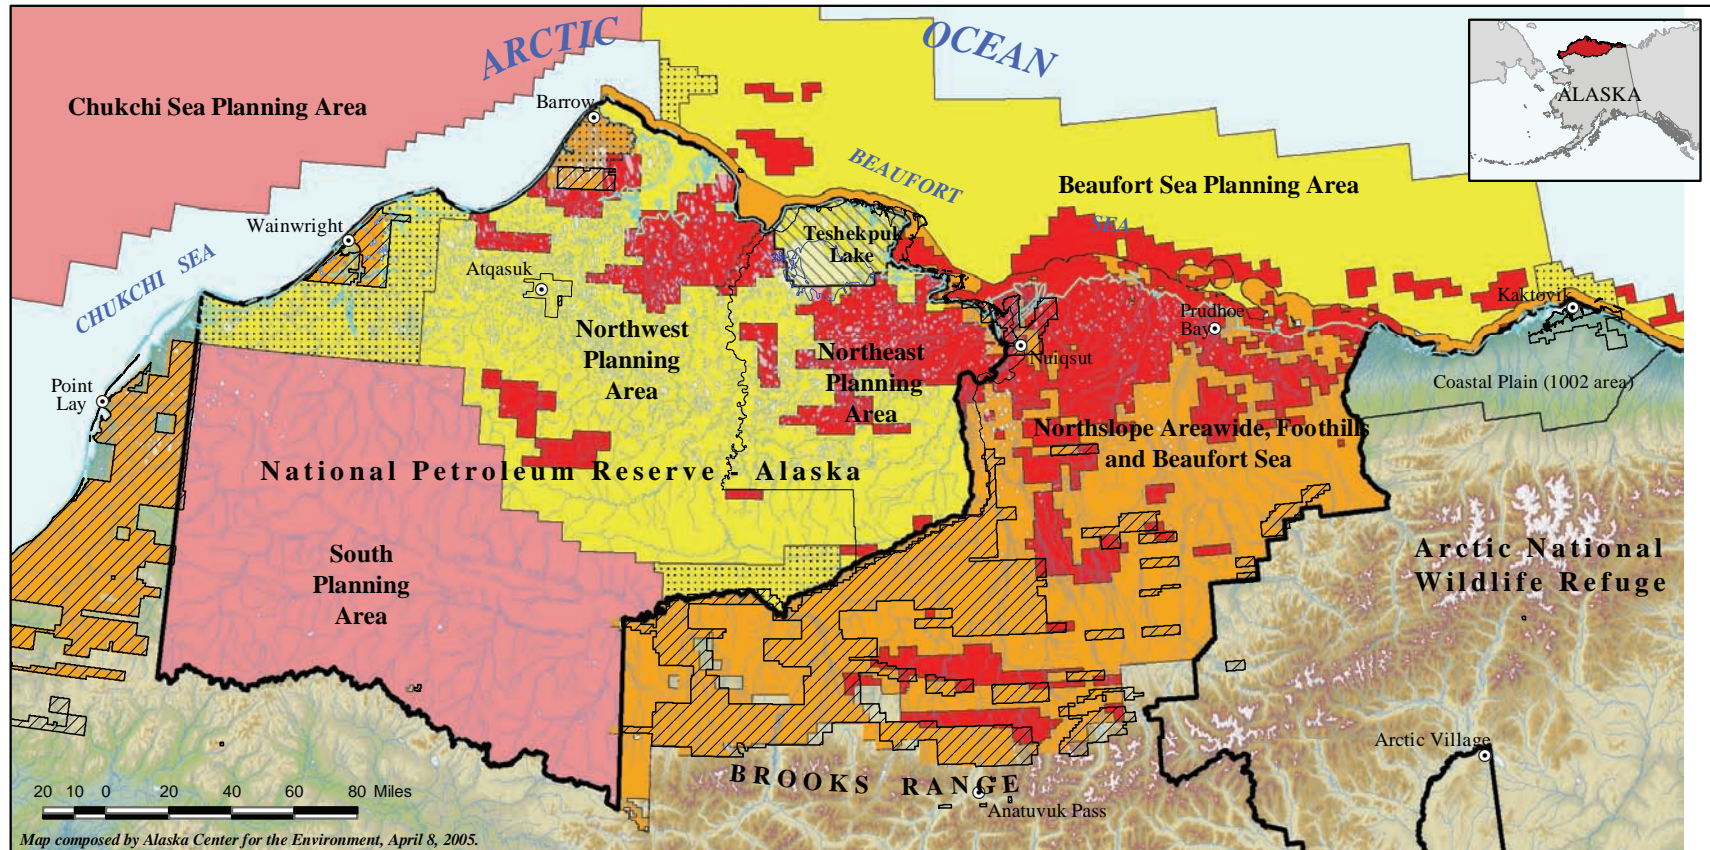 ARCTIC
OCEAN
Chukchi Sea Planning Area
Barrow
ALASKA
BEAUFORT
SEA
Beaufort Sea Planning Area
Wainwright
CHUKCHI SEA
Teshekpuk
Lake
Atqasuk
Kaktovik
Prudhoe
Bay
Northwest
Planning
Area
Northeast
Planning
Area
Nuiqsut
Point
Lay
Coastal Plain (1002 area)
Northslope Areawide, Foothills
and Beaufort Sea
National Petroleum Reserve - Alaska
South
Planning
Area
Arctic National
Wildlife Refuge
Arctic Village
BROOKS RANGE
Anatuvuk Pass
20 10 0 20 40 60 80 Miles
Map composed by Alaska Center for the Environment, April 8, 2005.